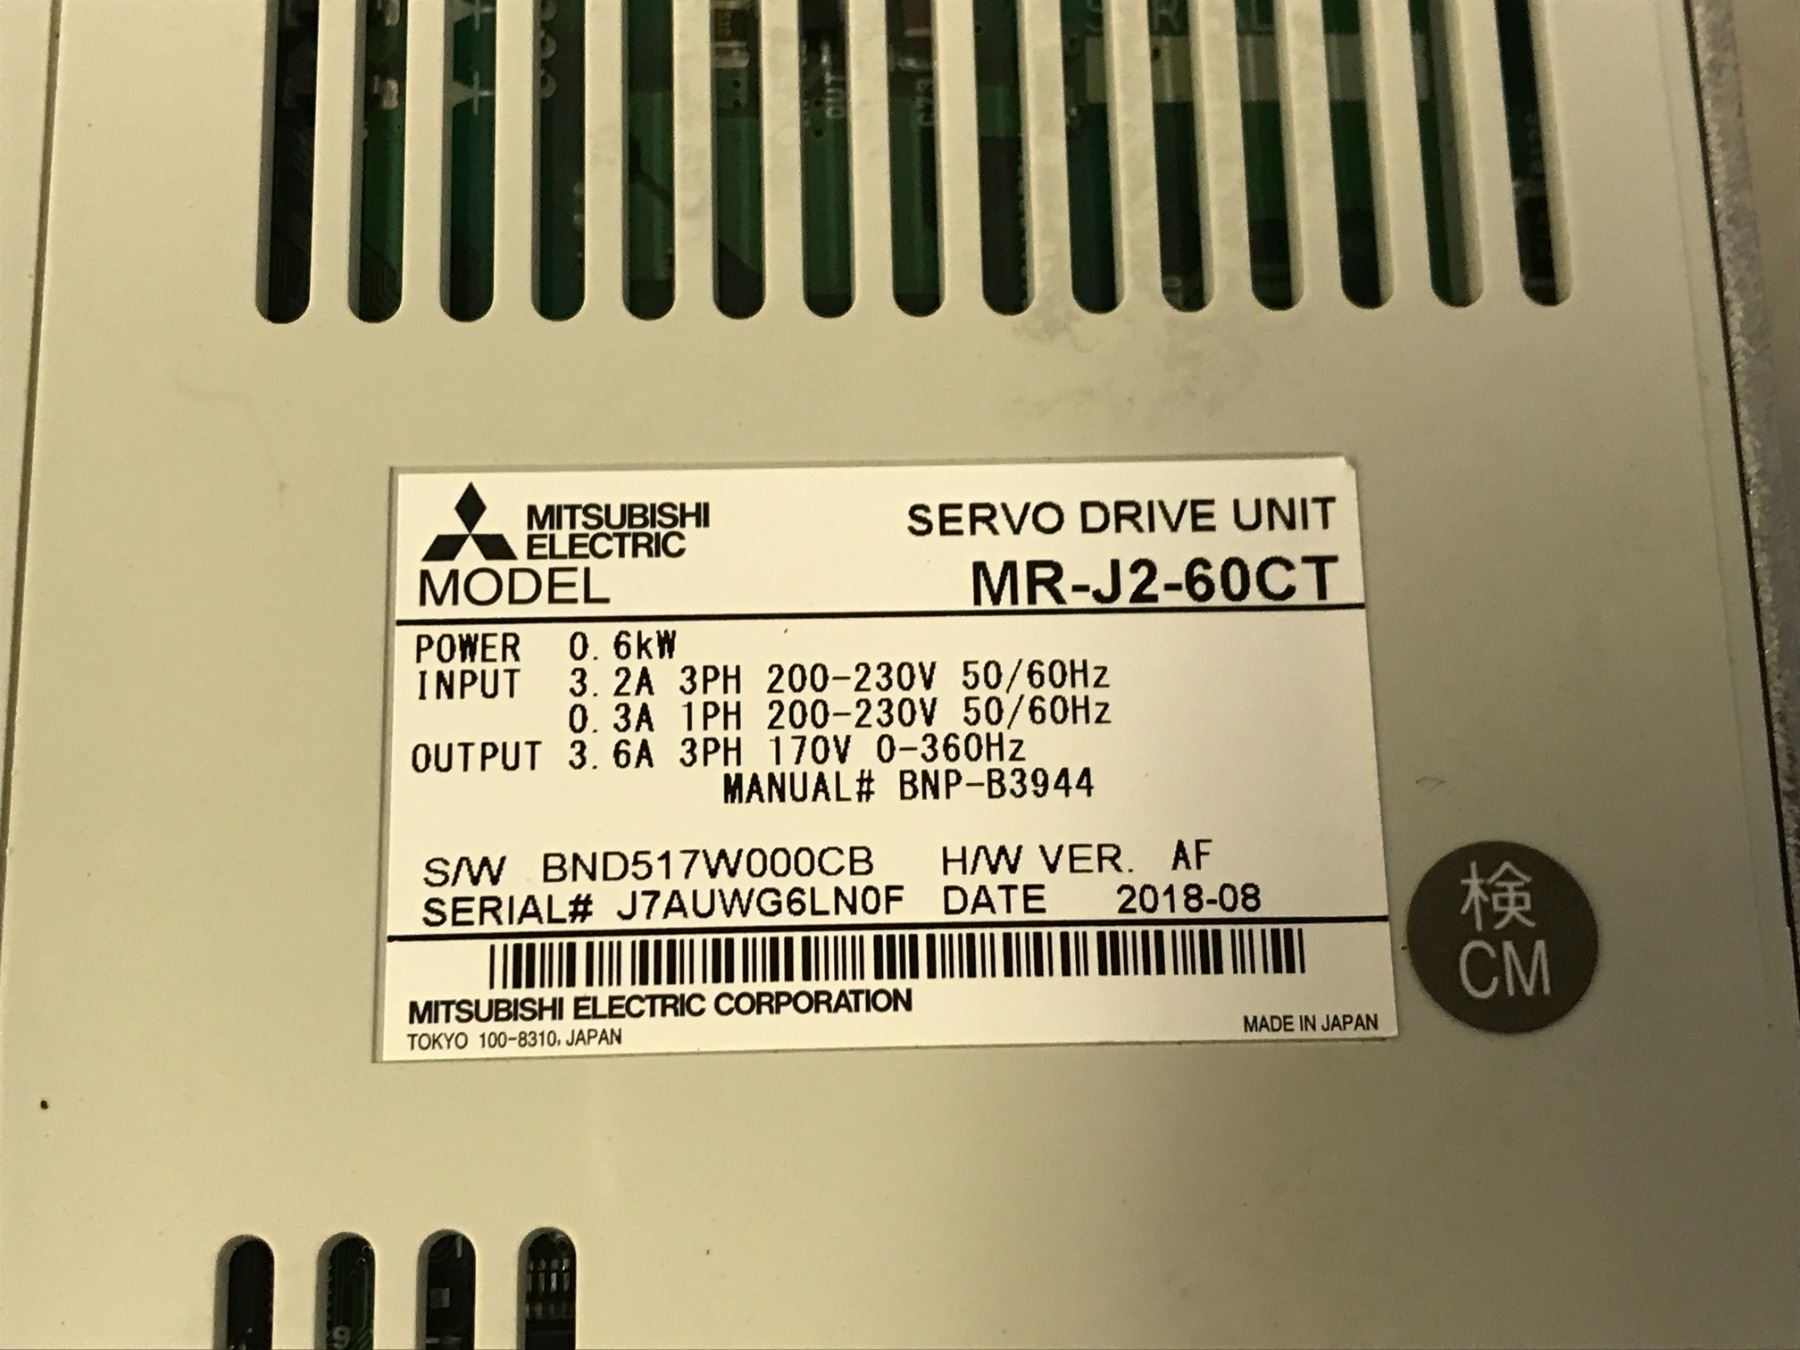 OUT
MITSUBISHI
ELECTRIC
SERVO DRIVE UNIT
MODEL
MR-J2-60CT
POWER 0.6kW
INPUT 3.2A 3PH 200-230V 50/60Hz
0.3A 1PH 200-230V 50/60Hz
OUTPUT 3.6A 3PH 170V 0-360Hz
MANUAL# BNP-B3944
S/W BND517W000CB H/W VER. AF
SERIAL# J7AUWG6LN0F DATE 2018-08
検
CM
MITSUBISHI ELECTRIC CORPORATION
TOKYO 100-8310, JAPAN
MADE IN JAPAN